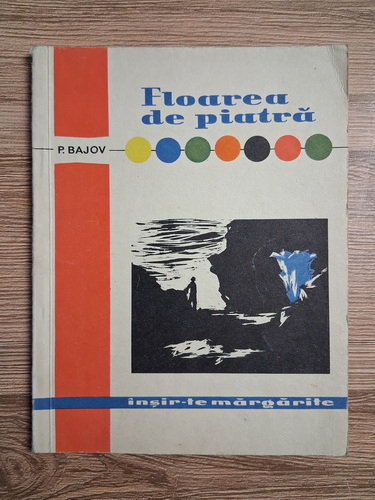 Floarea
de piatră
P. BAJOV
înșir-te mărgărite